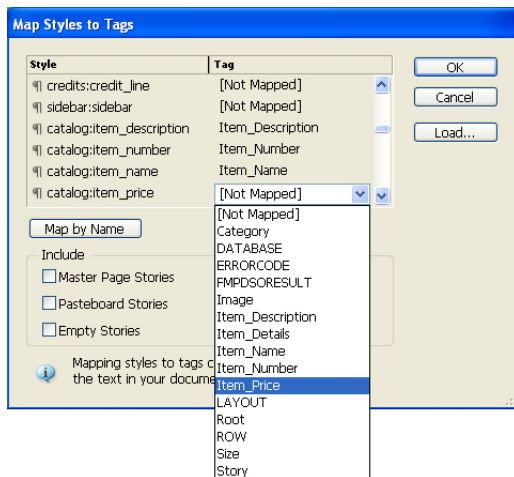 Map Styles to Tags
Style Tag
¶ credits:credit_line [Not Mapped]
¶ sidebar:sidebar [Not Mapped]
¶ catalog:item_description Item_Description
¶ catalog:item_number Item_Number
¶ catalog:item_name Item_Name
¶ catalog:item_price [Not Mapped]
OK
Cancel
Load...
Map by Name
[Not Mapped]
Category
DATABASE
ERRORCODE
FMPDSORESULT
Image
Item_Description
Item_Details
Item_Name
Item_Number
Item_Price
LAYOUT
Root
ROW
Size
Story
Include
Master Page Stories
Pasteboard Stories
Empty Stories
Mapping styles to tags
the text in your